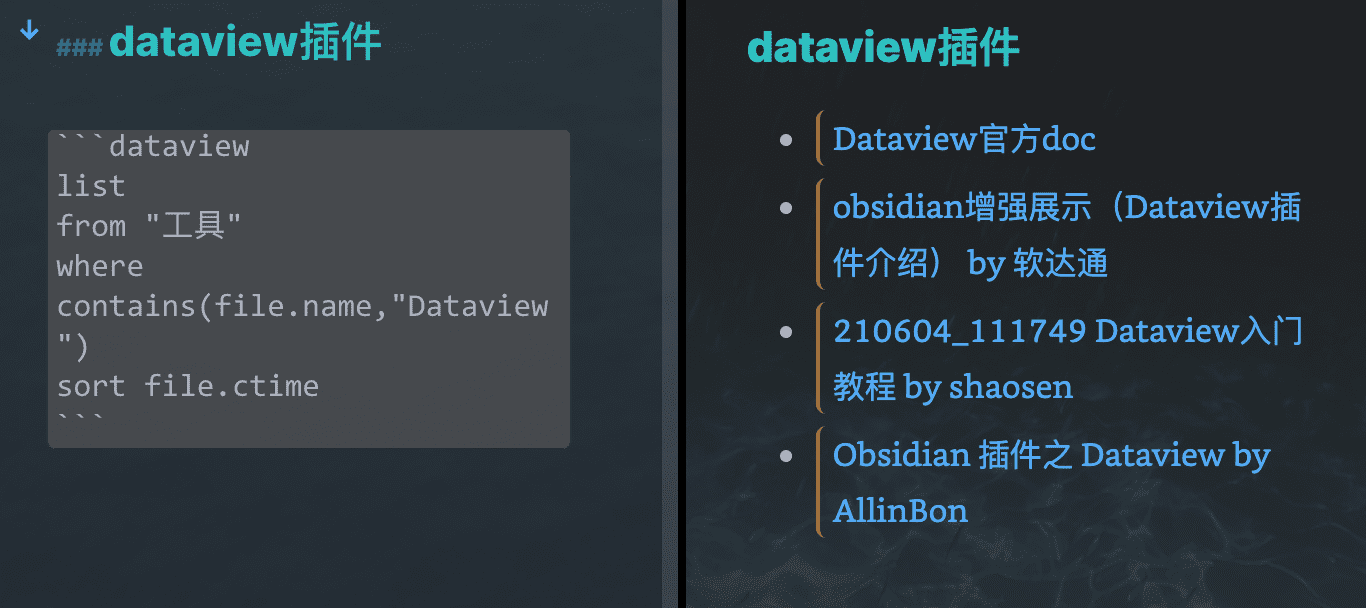 ### dataview插件
```dataview
list
from "工具"
where
contains(file.name,"Dataview
")
sort file.ctime
```
dataview插件
Dataview官方doc
obsidian增强展示（Dataview插
件介绍） by 软达通
210604_111749 Dataview入门
教程 by shaosen
Obsidian 插件之 Dataview by
AllinBon